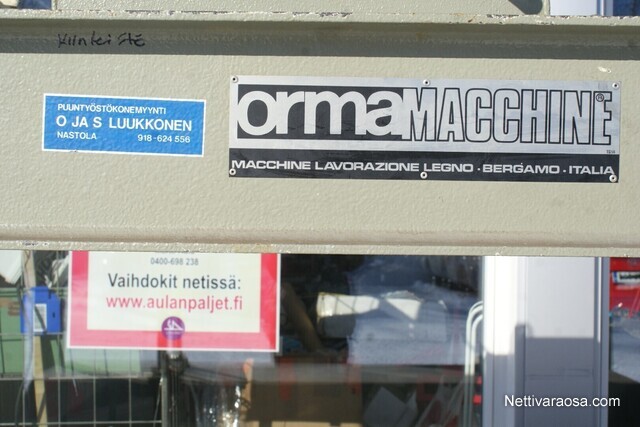 Kiinteistö
PUUNTYÖSTÖKONEMYYNTI
O JA S LUUKKONEN
NASTOLA 918-624 556
ormaMACCHINE®
MACCHINE LAVORAZIONE LEGNO · BERGAMO · ITALIA
0400-698 238
Vaihdokit netissä:
www.aulanpaljet.fi
Nettivaraosa.com